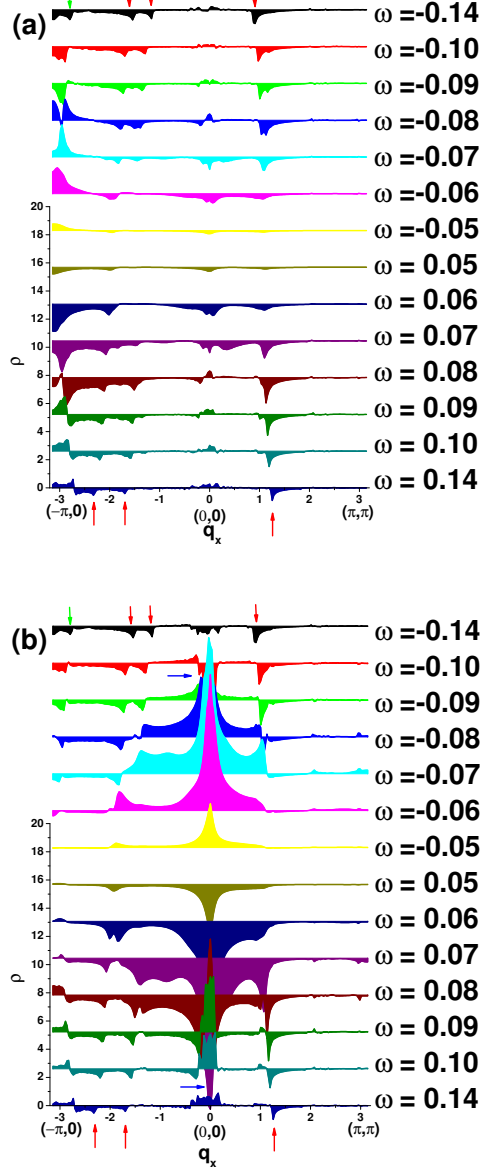 (a)
ω=-0.14
ω=-0.10
ω=-0.09
ω=-0.08
ω=-0.07
ω=-0.06
ω=-0.05
ω= 0.05
ω= 0.06
ω= 0.07
ω= 0.08
ω= 0.09
ω= 0.10
ω= 0.14
20
18
16
14
12
10
8
6
4
2
0
ρ
-3 -2 -1 0 1 2 3
(−π,0) (0,0) (π,π)
qx
(b)
ω=-0.14
ω=-0.10
ω=-0.09
ω=-0.08
ω=-0.07
ω=-0.06
ω=-0.05
ω= 0.05
ω= 0.06
ω= 0.07
ω= 0.08
ω= 0.09
ω= 0.10
ω= 0.14
20
18
16
14
12
10
8
6
4
2
0
ρ
-3 -2 -1 0 1 2 3
(−π,0) (0,0) (π,π)
qx